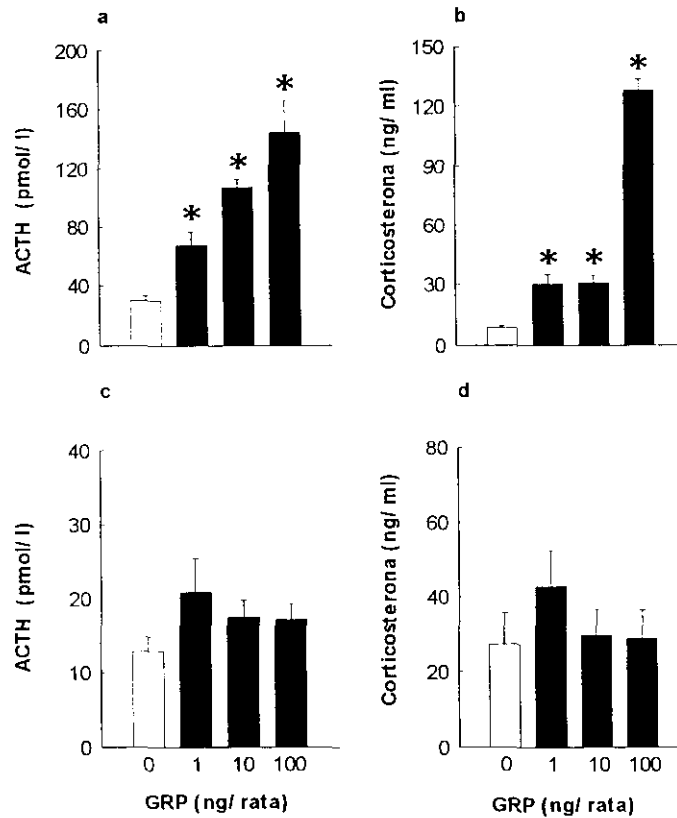 a
ACTH (pmol/ l)
200
160
120
80
40
0
*
*
*
b
Corticosterona (ng/ ml)
150
120
90
60
30
0
*
*
*
c
ACTH (pmol/ l)
40
30
20
10
0
0 1 10 100
GRP (ng/ rata)
d
Corticosterona (ng/ ml)
80
60
40
20
0
0 1 10 100
GRP (ng/ rata)